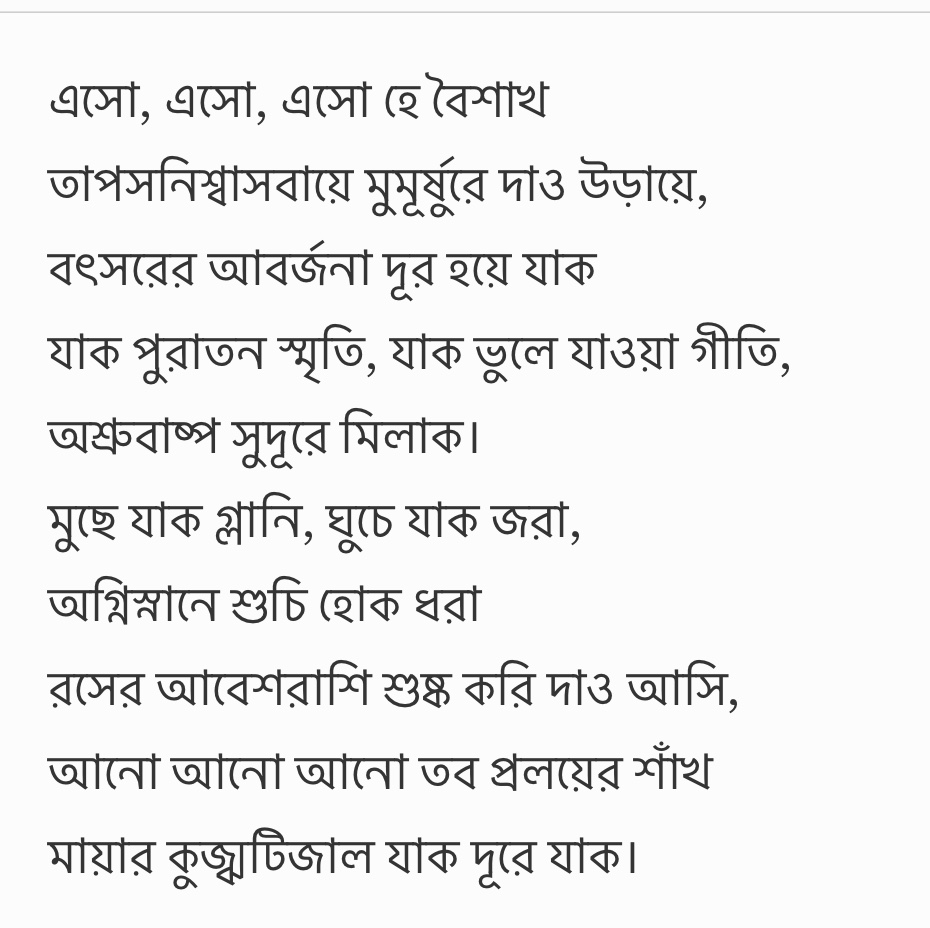 এসো, এসো, এসো হে বৈশাখ
তাপসনিশ্বাসবায়ে মুমূর্ষুরে দাও উড়ায়ে,
বৎসরের আবর্জনা দূর হয়ে যাক
যাক পুরাতন স্মৃতি, যাক ভুলে যাওয়া গীতি,
অশ্রুবাষ্প সুদূরে মিলাক।
মুছে যাক গ্লানি, ঘুচে যাক জরা,
অগ্নিস্নানে শুচি হোক ধরা
রসের আবেশরাশি শুষ্ক করি দাও আসি,
আনো আনো আনো তব প্রলয়ের শাঁখ
মায়ার কুজ্ঝটিজাল যাক দূরে যাক।